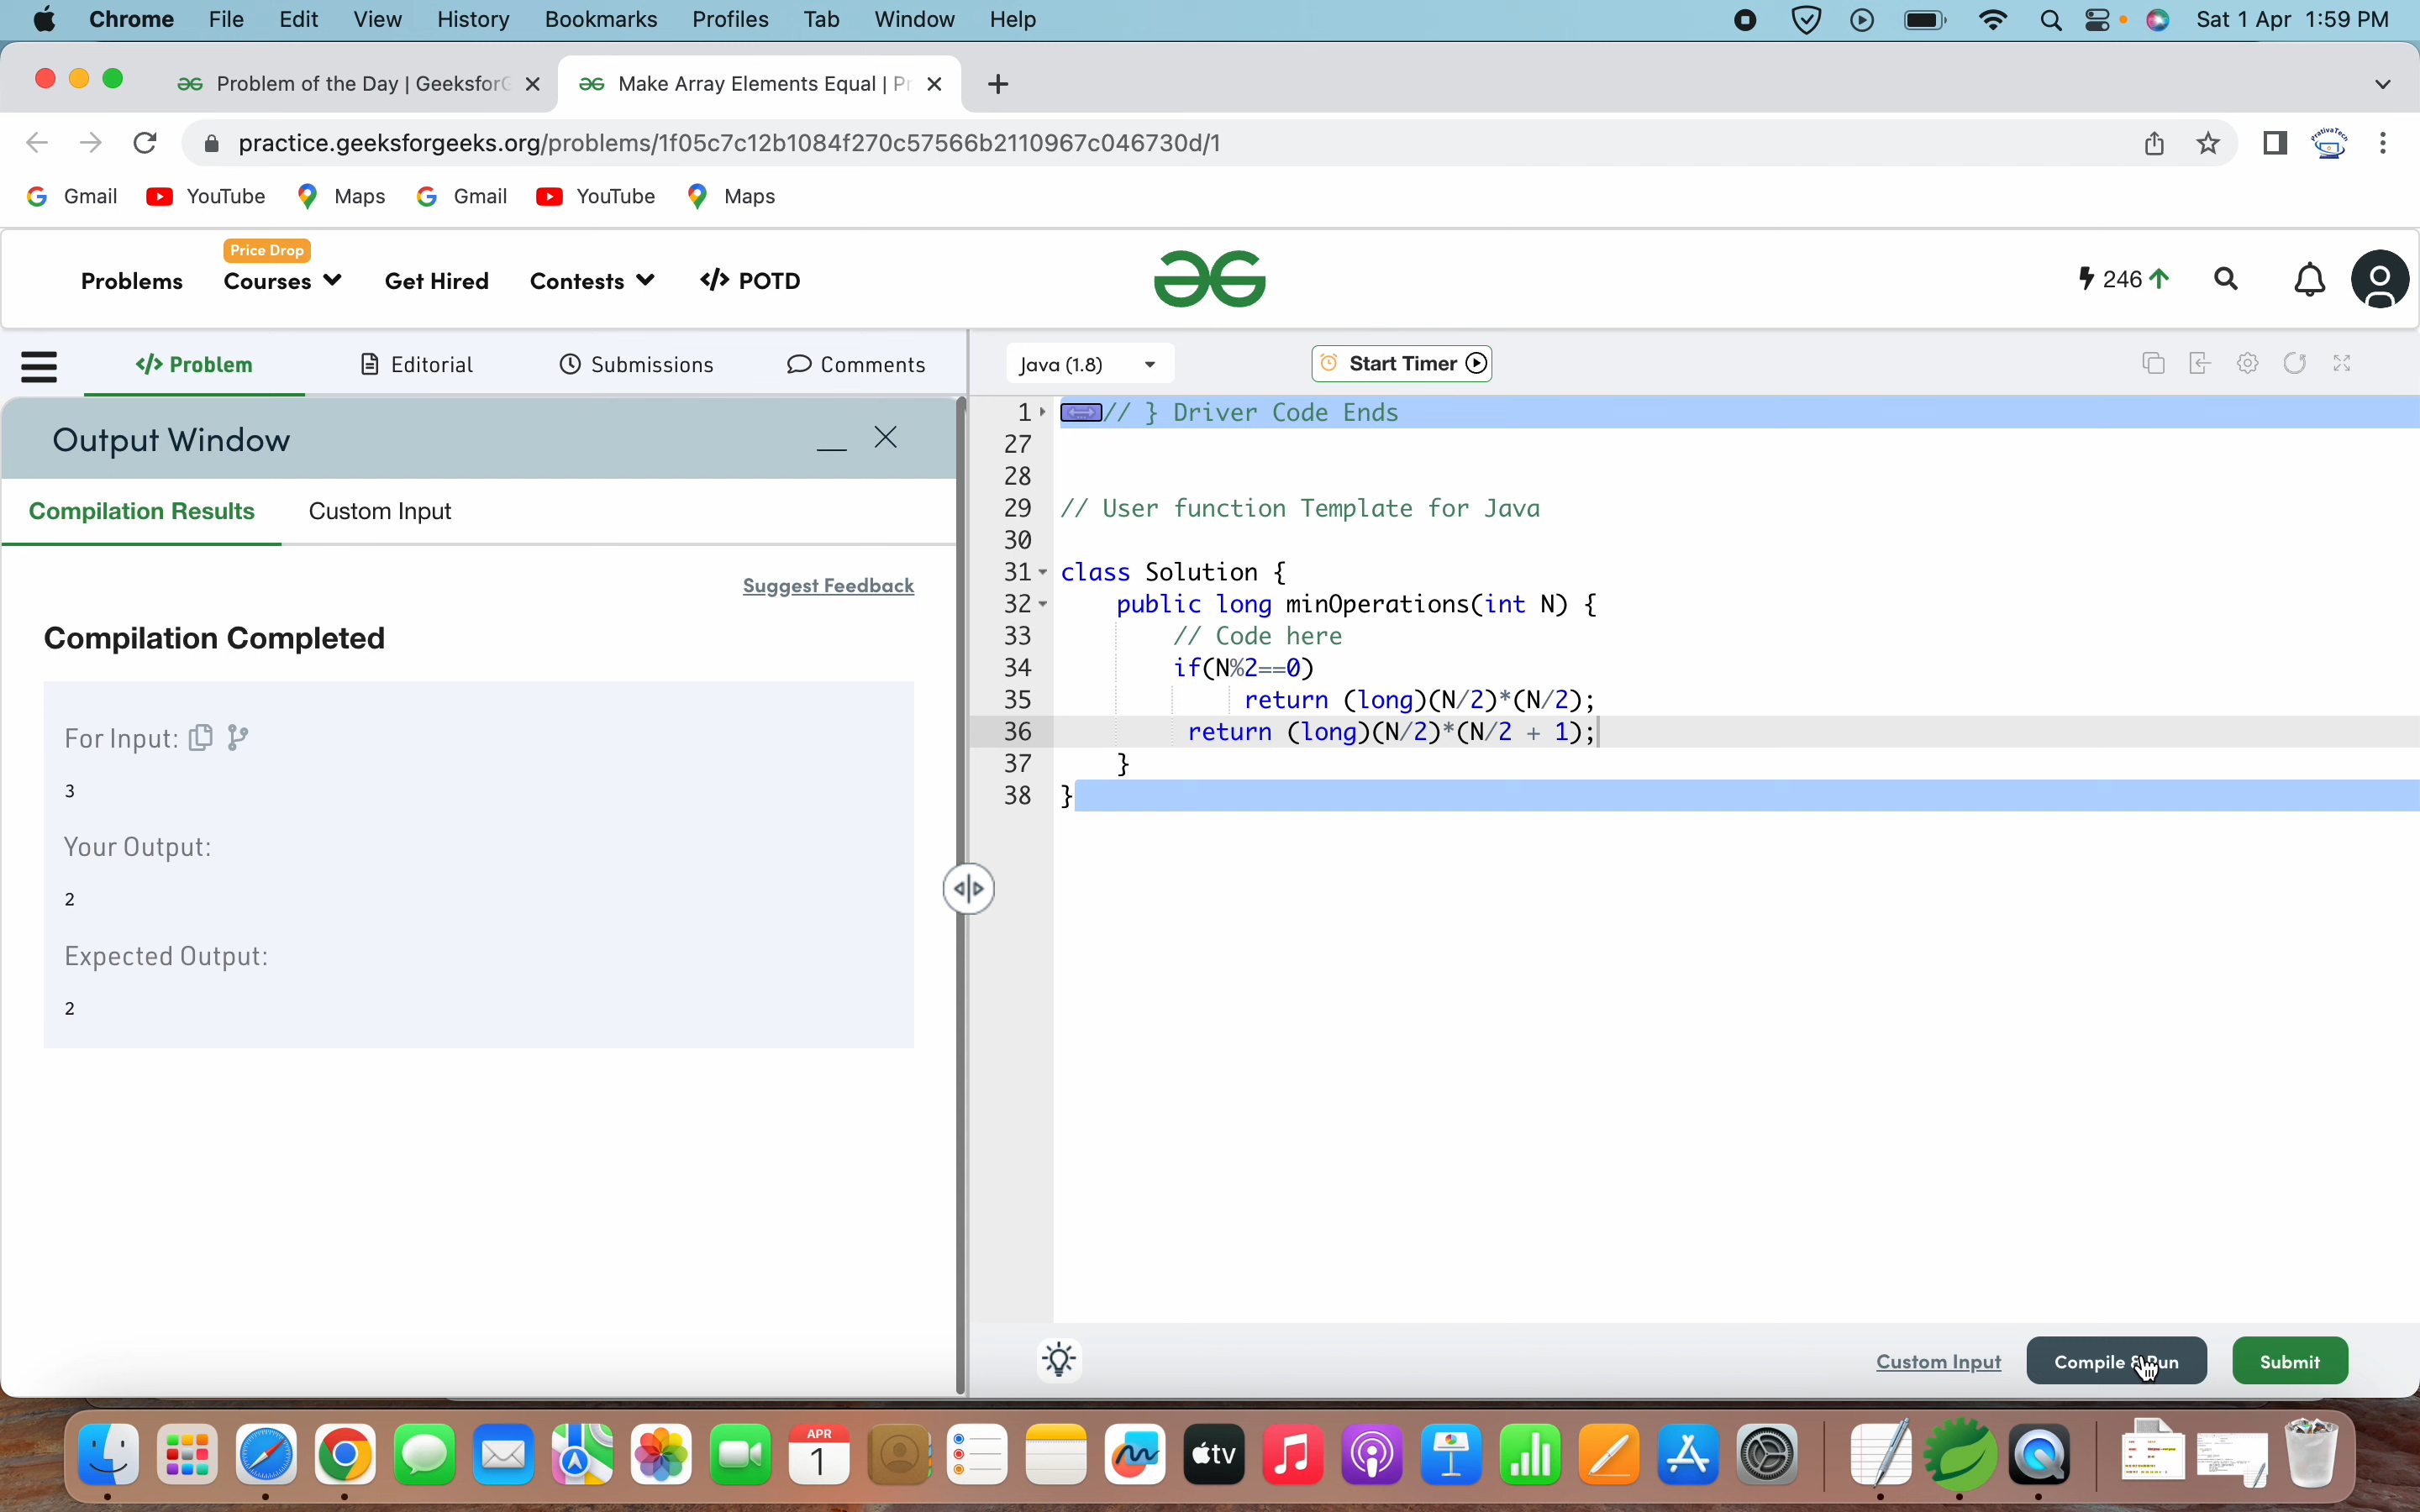 Chrome File Edit View History Bookmarks Profiles Tab Window Help Sat 1 Apr 1:59 PM
Problem of the Day | Geeksfor Make Array Elements Equal | Pr
practice.geeksforgeeks.org/problems/1f05c7c12b1084f270c57566b2110967c046730d/1
Gmail YouTube Maps Gmail YouTube Maps
Price Drop
Problems Courses Get Hired Contests </> POTD 246
</> Problem Editorial Submissions Comments Java (1.8) Start Timer
Output Window
Compilation Results Custom Input
Suggest Feedback
Compilation Completed
For Input:
3
Your Output:
2
Expected Output:
2
1 // } Driver Code Ends
27
28
29 // User function Template for Java
30
31 class Solution {
32 public long minOperations(int N) {
33 // Code here
34 if(N%2==0)
35 return (long)(N/2)*(N/2);
36 return (long)(N/2)*(N/2 + 1);
37 }
38 }
Custom Input Compile & Run Submit
APR
1
tv